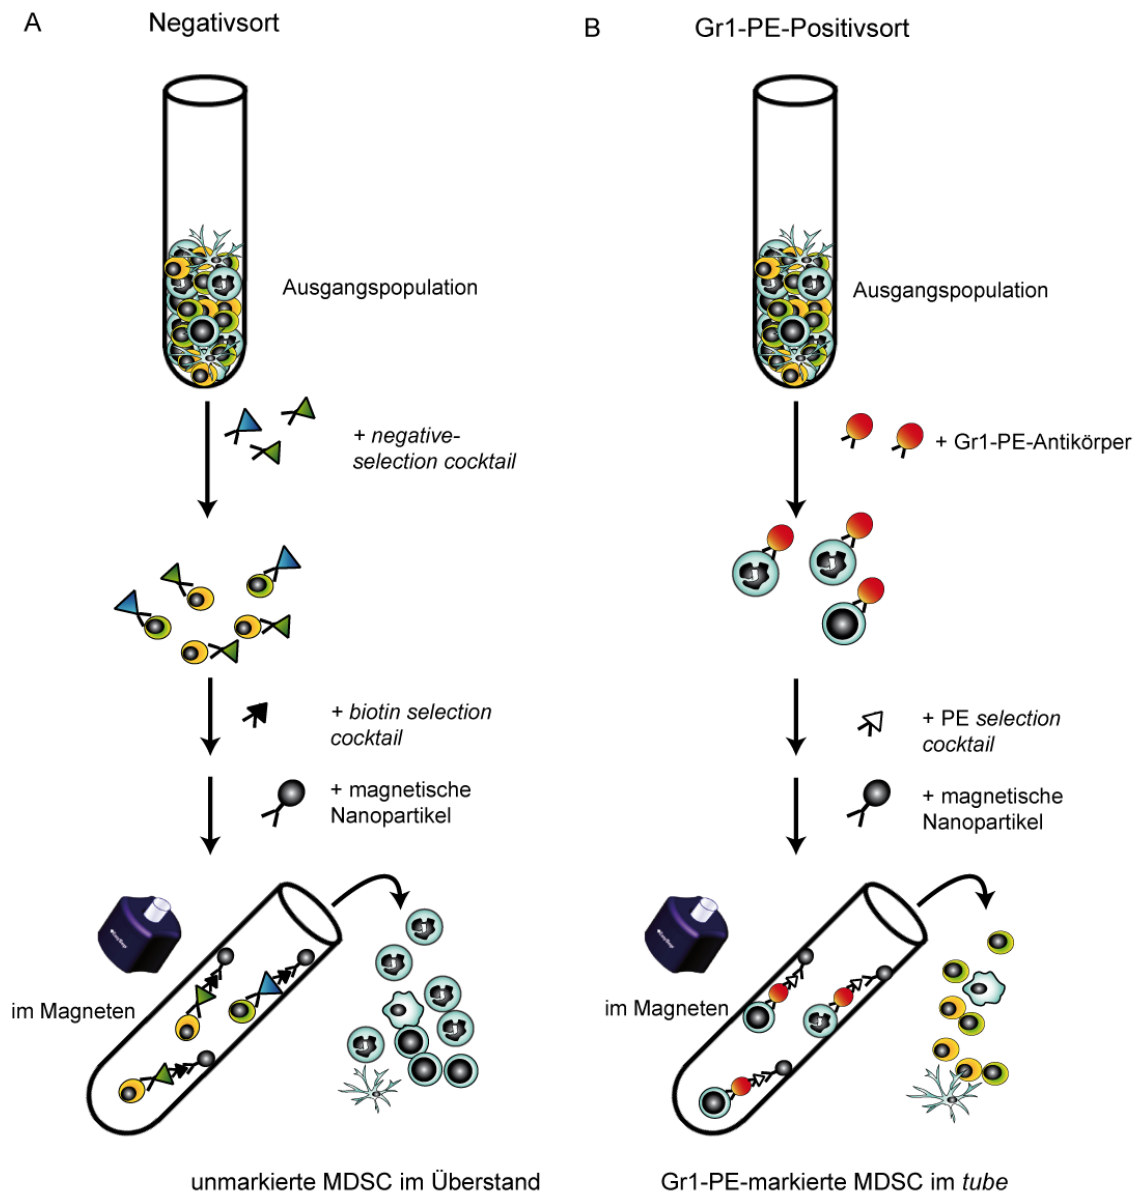 A
Negativsort
Ausgangspopulation
+ negative-
selection cocktail
+ biotin selection
cocktail
+ magnetische
Nanopartikel
im Magneten
unmarkierte MDSC im Überstand
B
Gr1-PE-Positivsort
Ausgangspopulation
+ Gr1-PE-Antikörper
+ PE selection
cocktail
+ magnetische
Nanopartikel
im Magneten
Gr1-PE-markierte MDSC im tube